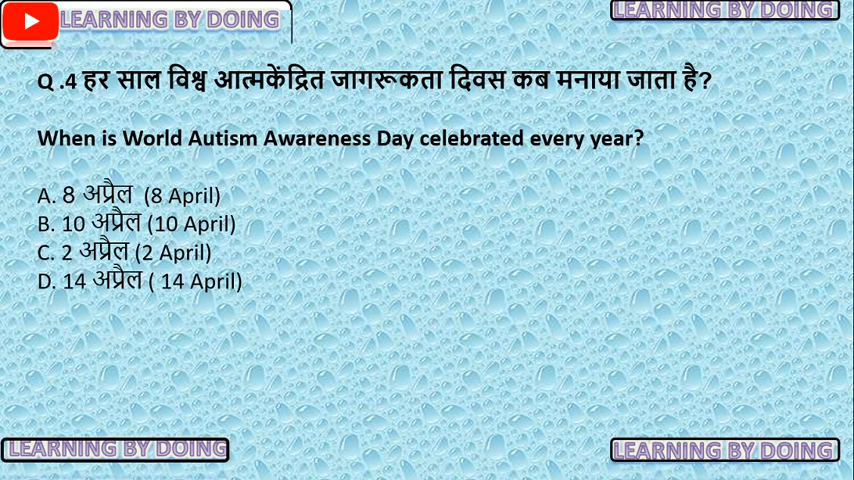 LEARNING BY DOING
LEARNING BY DOING
Q .4 हर साल विश्व आत्मकेंद्रित जागरूकता दिवस कब मनाया जाता है?
When is World Autism Awareness Day celebrated every year?
A. 8 अप्रैल (8 April)
B. 10 अप्रैल (10 April)
C. 2 अप्रैल (2 April)
D. 14 अप्रैल ( 14 April)
LEARNING BY DOING
LEARNING BY DOING